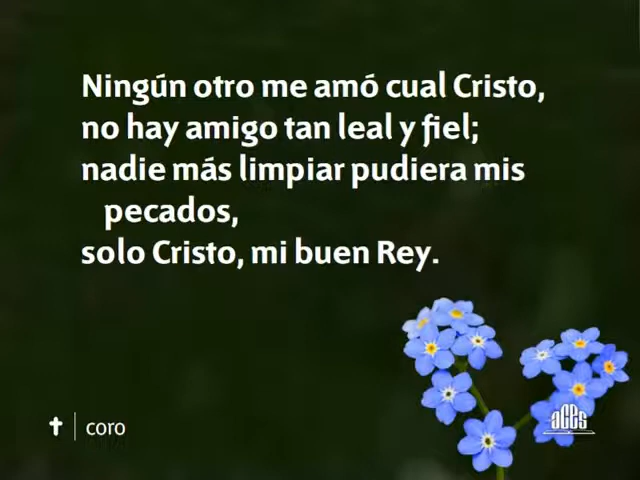 Ningún otro me amó cual Cristo,
no hay amigo tan leal y fiel;
nadie más limpiar pudiera mis
pecados,
solo Cristo, mi buen Rey.
coro
aces